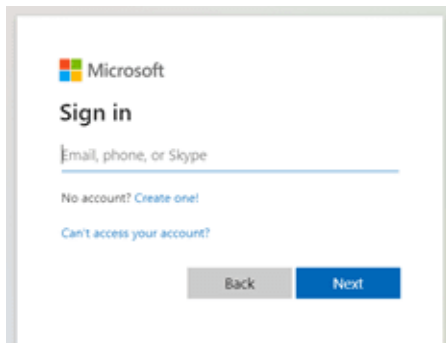 Microsoft
Sign in
Email, phone, or Skype
No account? Create one!
Can't access your account?
Back Next